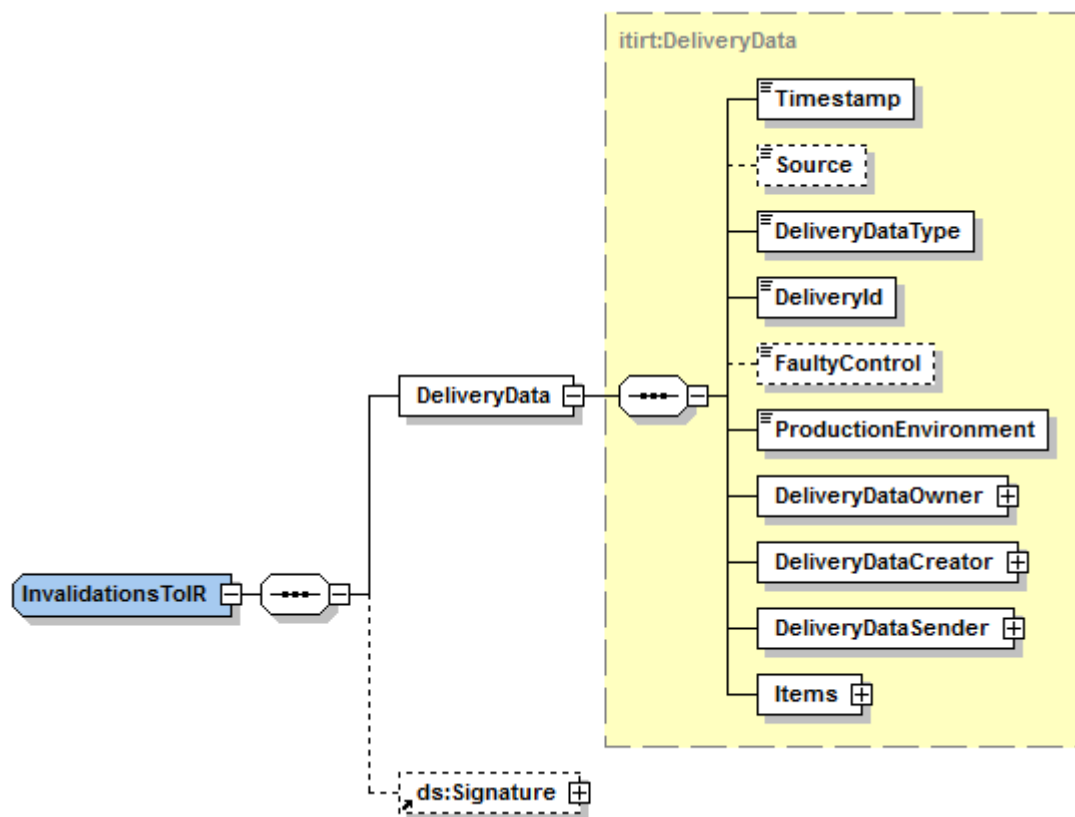 itirt:DeliveryData
Timestamp
Source
DeliveryDataType
DeliveryId
FaultyControl
DeliveryData
ProductionEnvironment
DeliveryDataOwner
DeliveryDataCreator
InvalidationsToIR
DeliveryDataSender
Items
ds:Signature